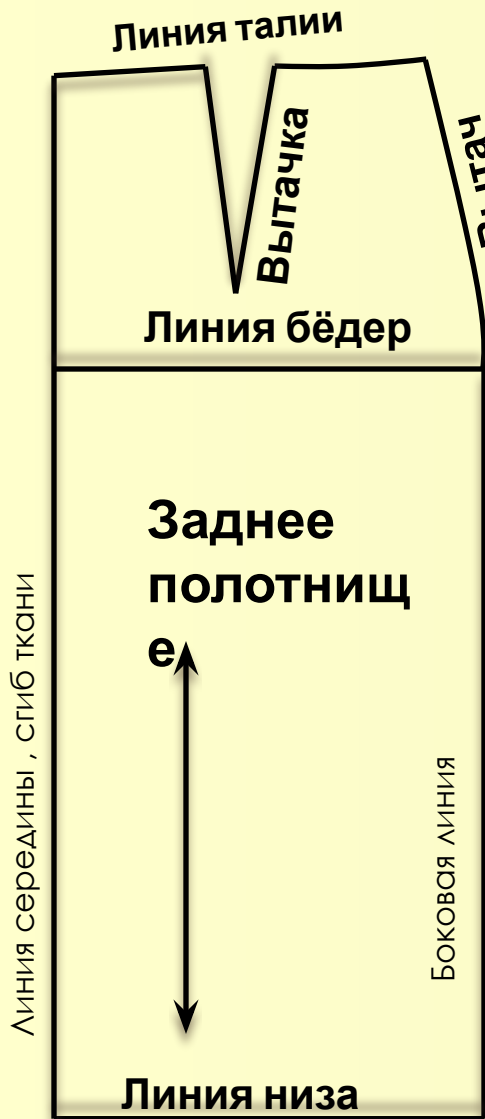 Линия талии
Вытачка
Линия бёдер
Заднее
полотнищ
е
Линия середины , сгиб ткани
Боковая линия
Линия низа